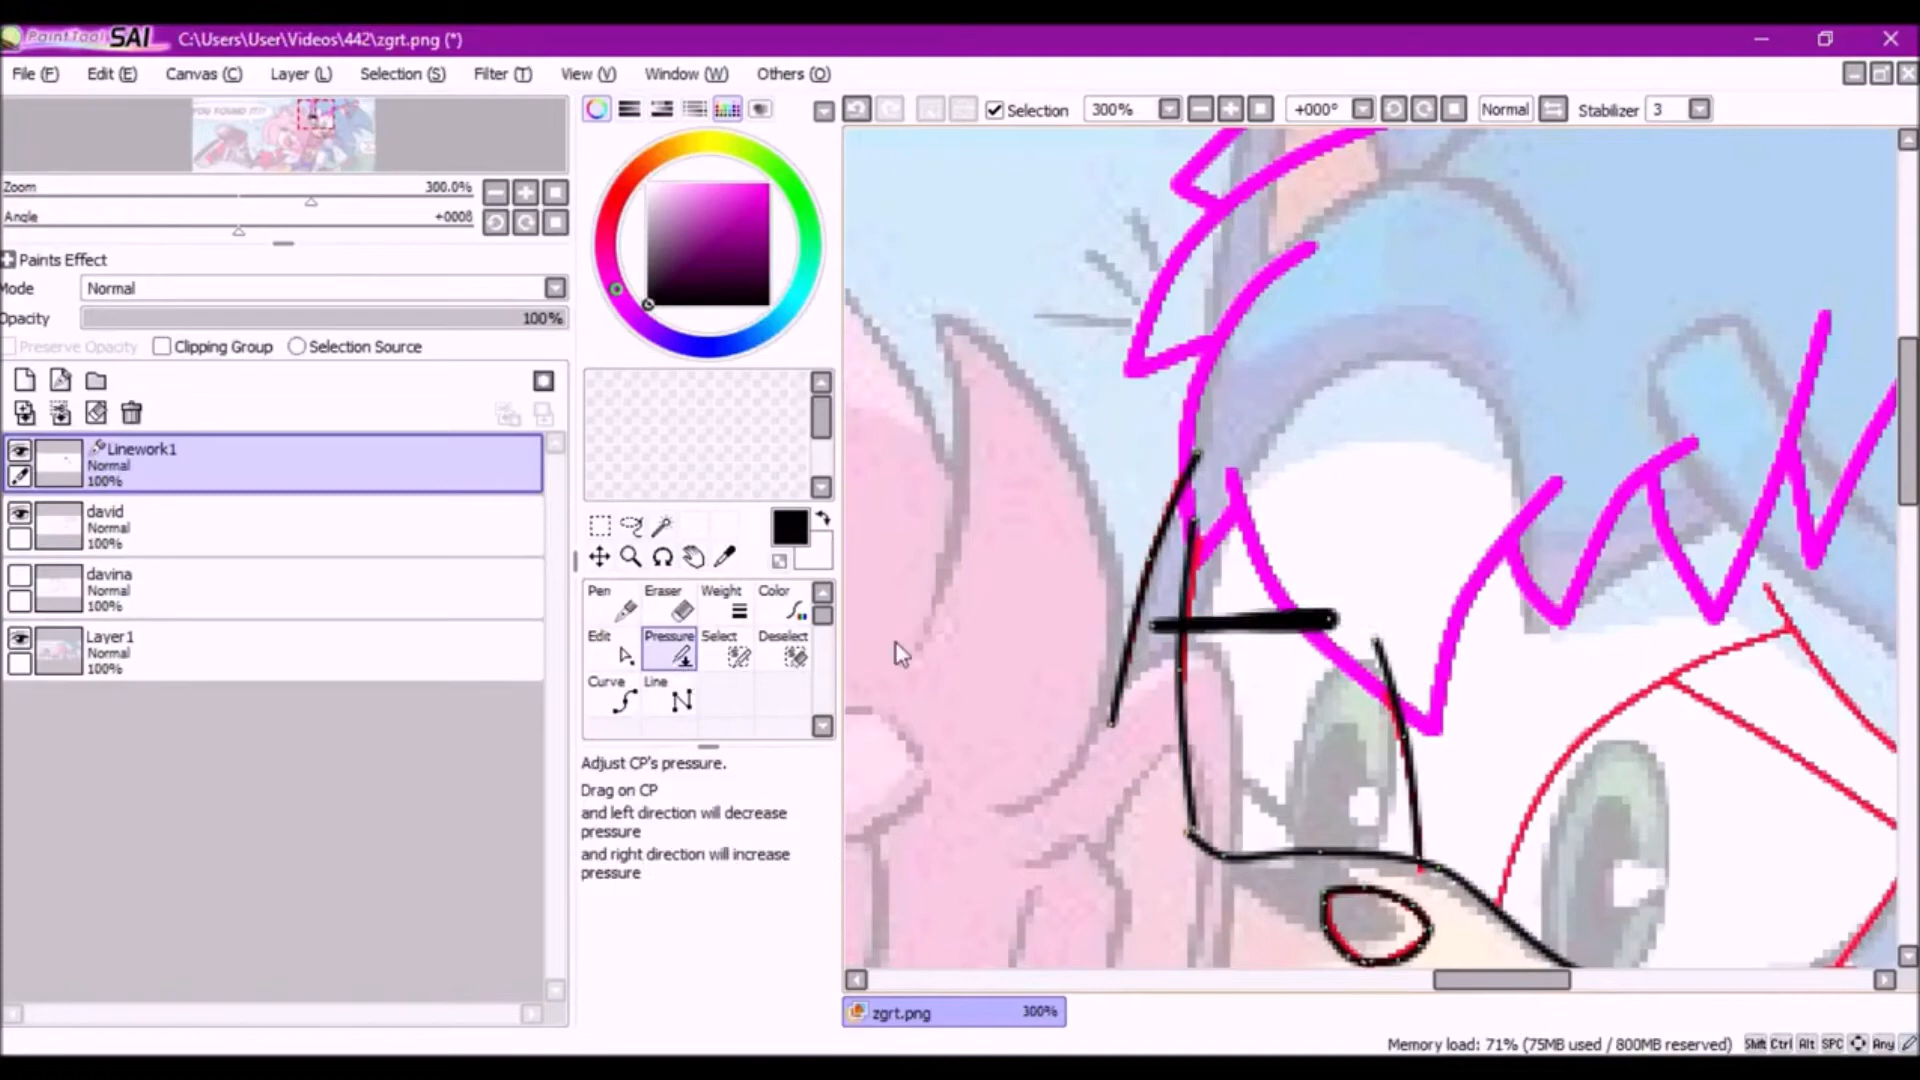 PaintTool SAI C:\Users\User\Videos\442\zgrt.png (*)
File (F) Edit (E) Canvas (C) Layer (L) Selection (S) Filter (T) View (V) Window (W) Others (O)
YOU FOUND IT!!
Selection 300% +000° Normal Stabilizer 3
Zoom 300.0%
Angle +000°
Paints Effect
Mode Normal
Opacity 100%
Preserve Opacity Clipping Group Selection Source
Linework1
Normal
100%
david
Normal
100%
davina
Normal
100%
Layer1
Normal
100%
Pen Eraser Weight Color
Edit Pressure Select Deselect
Curve Line
Adjust CP's pressure.
Drag on CP
and left direction will decrease
pressure
and right direction will increase
pressure
zgrt.png 300%
Memory load: 71% (75MB used / 800MB reserved) Shift Ctrl Alt SPC Any